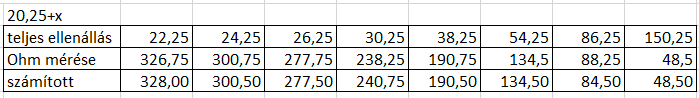 20,25+x
teljes ellenállás 22,25 24,25 26,25 30,25 38,25 54,25 86,25 150,25
Ohm mérése 326,75 300,75 277,75 238,25 190,75 134,5 88,25 48,5
számított 328,00 300,50 277,50 240,75 190,50 134,50 84,50 48,50